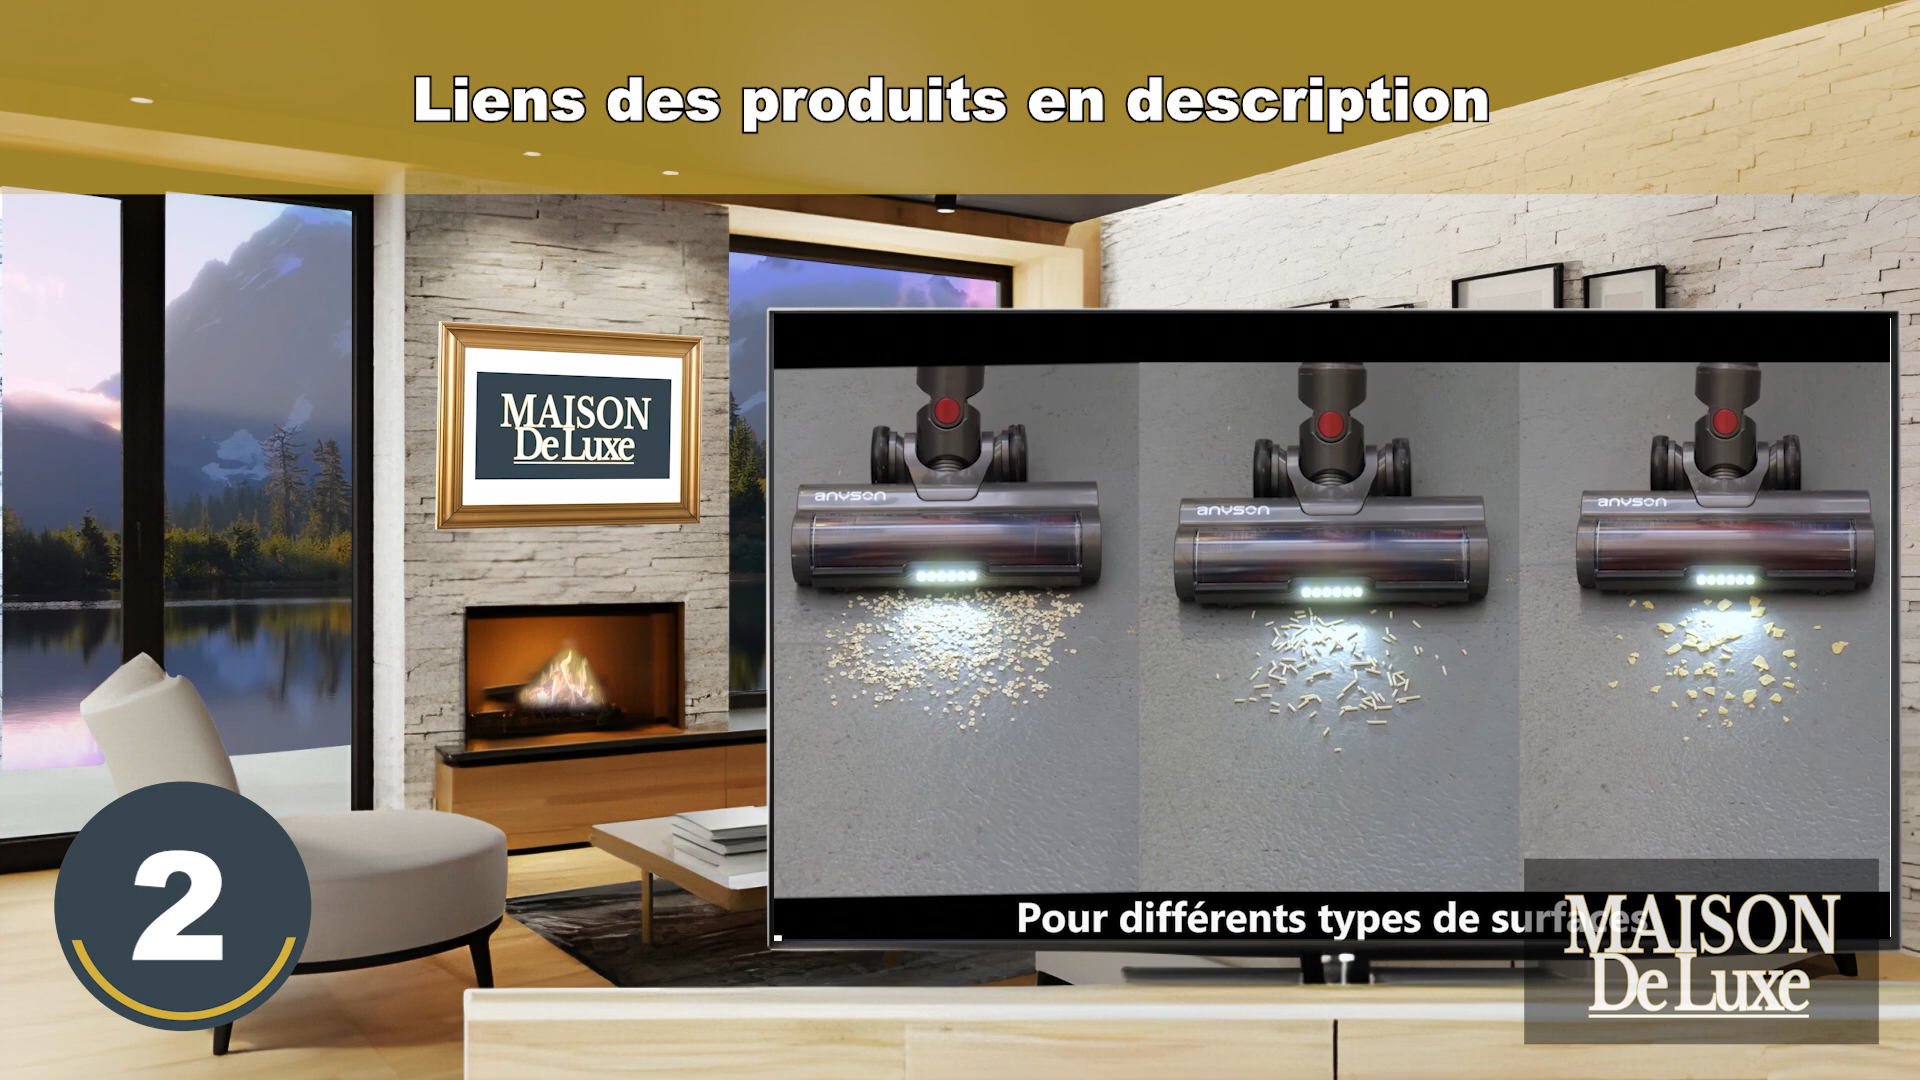 Liens des produits en description
MAISON
De Luxe
anyson
anyson
anyson
2
Pour différents types de surfaces
MAISON
De Luxe